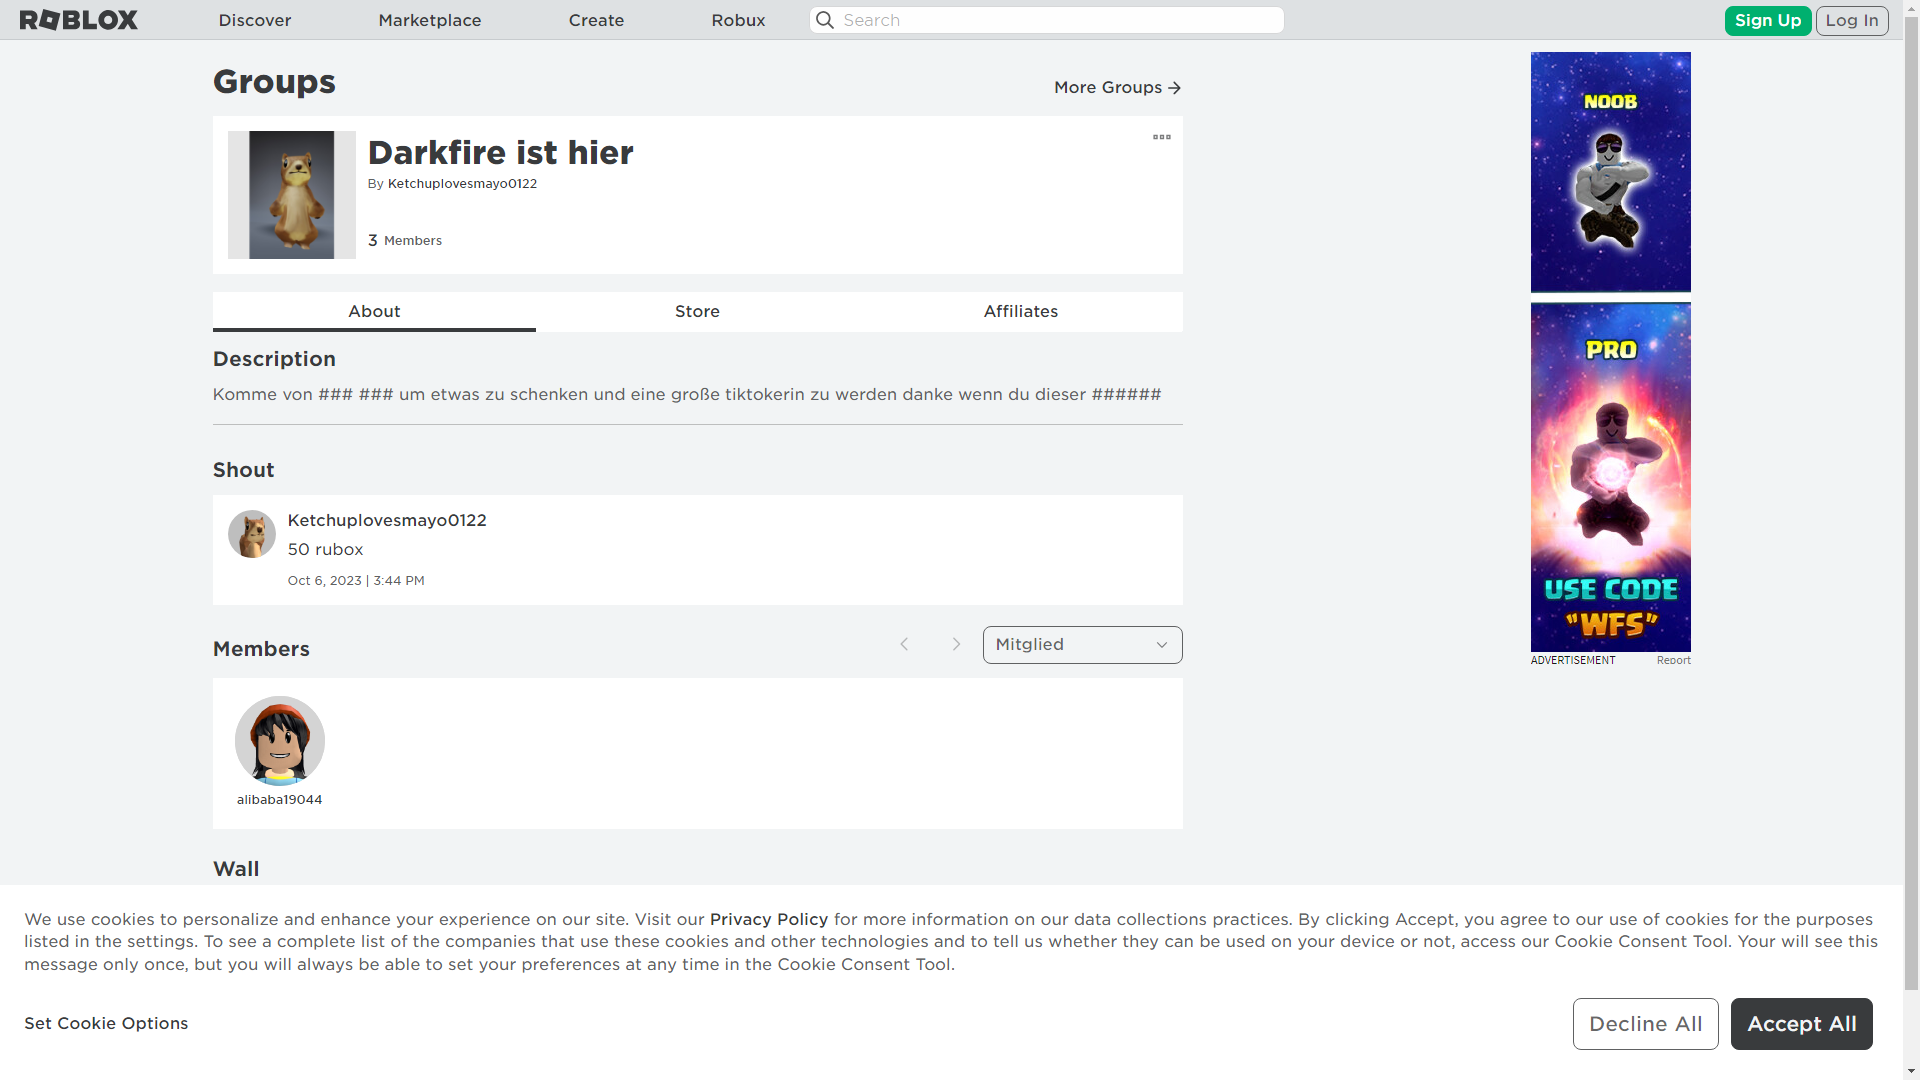 ROBLOX
Discover
Marketplace
Create
Robux
Search
Sign Up
Log In
Groups
More Groups
Darkfire ist hier
By Ketchuplovesmayo0122
3 Members
About
Store
Affiliates
Description
Komme von ### ### um etwas zu schenken und eine große tiktokerin zu werden danke wenn du dieser ######
Shout
Ketchuplovesmayo0122
50 rubox
Oct 6, 2023 | 3:44 PM
Members
Mitglied
alibaba19044
Wall
NOOB
PRO
USE CODE
"WFS"
ADVERTISEMENT
Report
We use cookies to personalize and enhance your experience on our site. Visit our Privacy Policy for more information on our data collections practices. By clicking Accept, you agree to our use of cookies for the purposes
listed in the settings. To see a complete list of the companies that use these cookies and other technologies and to tell us whether they can be used on your device or not, access our Cookie Consent Tool. Your will see this
message only once, but you will always be able to set your preferences at any time in the Cookie Consent Tool.
Set Cookie Options
Decline All
Accept All